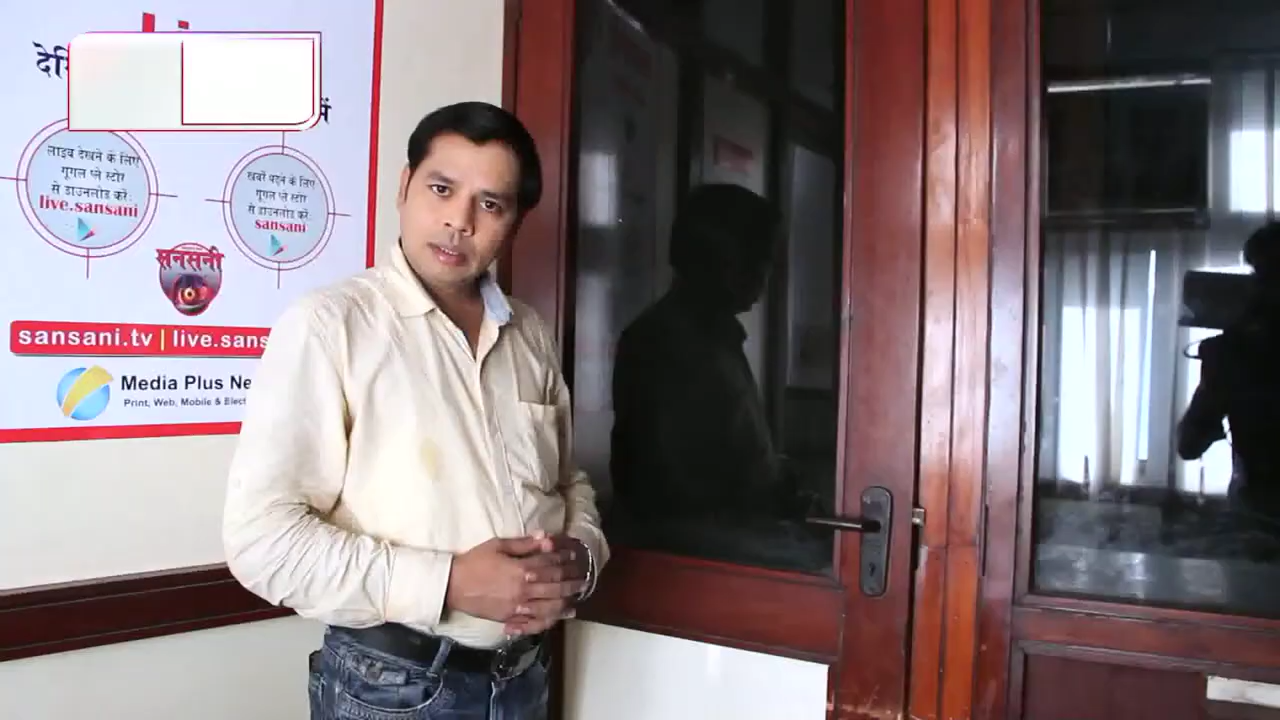 लाइव देखने के लिए
गूगल प्ले स्टोर
से डाउनलोड करें:
live.sansani
खबरें पढ़ने के लिए
गूगल प्ले स्टोर
से डाउनलोड करें:
sansani
सनसनी
sansani.tv | live.sans
Media Plus Ne
Print, Web, Mobile & Elect